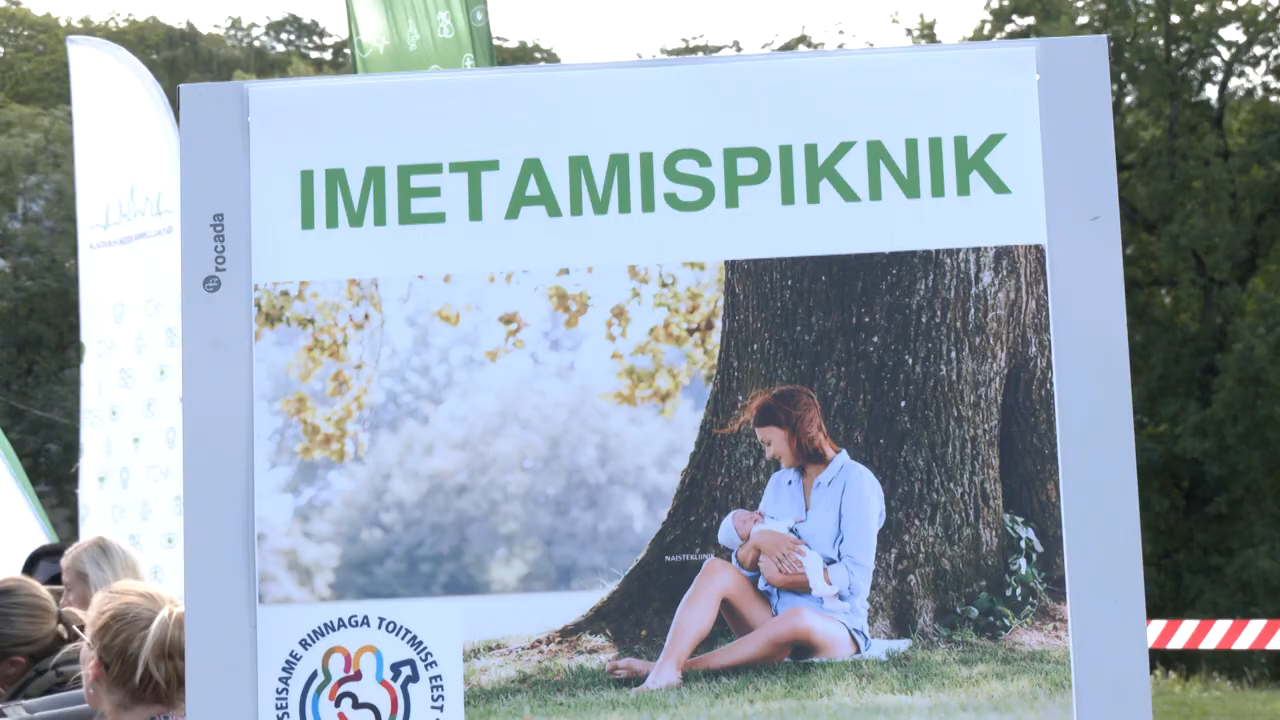 IMETAMISPIKNIK
rocada
NAISTEKLIINIK
SEISAME RINNAGA TOITMISE EEST